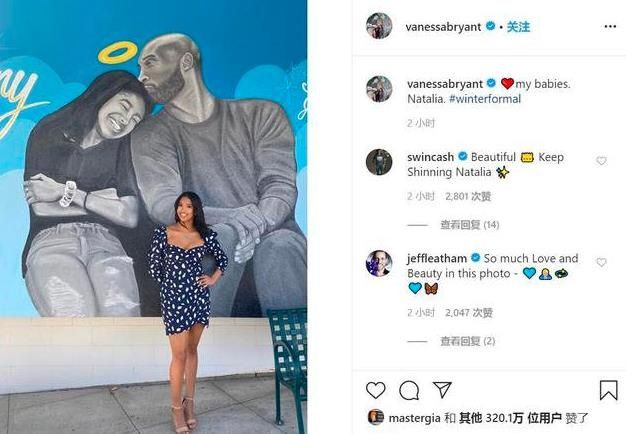 ny
vanessabryant • 关注
vanessabryant ❤️my babies.
Natalia. #winterformal
2 小时
swincash Beautiful Keep
Shinning Natalia ✨
2 小时 2,801 次赞
查看回复 (14)
jeffleatham So much Love and
Beauty in this photo -
2 小时 2,047 次赞
查看回复 (2)
mastergia 和 其他 320.1万 位用户 赞了